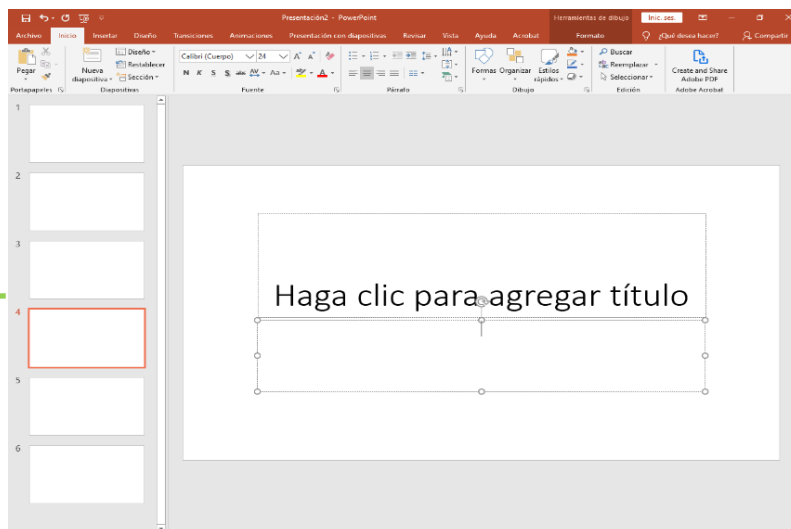 Presentación2 - PowerPoint
Herramientas de dibujo
Inic. ses.
Archivo Inicio Insertar Diseño Transiciones Animaciones Presentación con diapositivas Revisar Vista Ayuda Acrobat Formato ¿Qué desea hacer? Compartir
Pegar
Nueva diapositiva
Diseño
Restablecer
Sección
Calibri (Cuerpo) 24
N K S S abc AV Aa A
Formas Organizar Estilos rápidos
Buscar
Reemplazar
Seleccionar
Create and Share
Adobe PDF
Portapapeles Diapositivas Fuente Párrafo Dibujo Edición Adobe Acrobat
1
2
3
4
5
6
Haga clic para agregar título